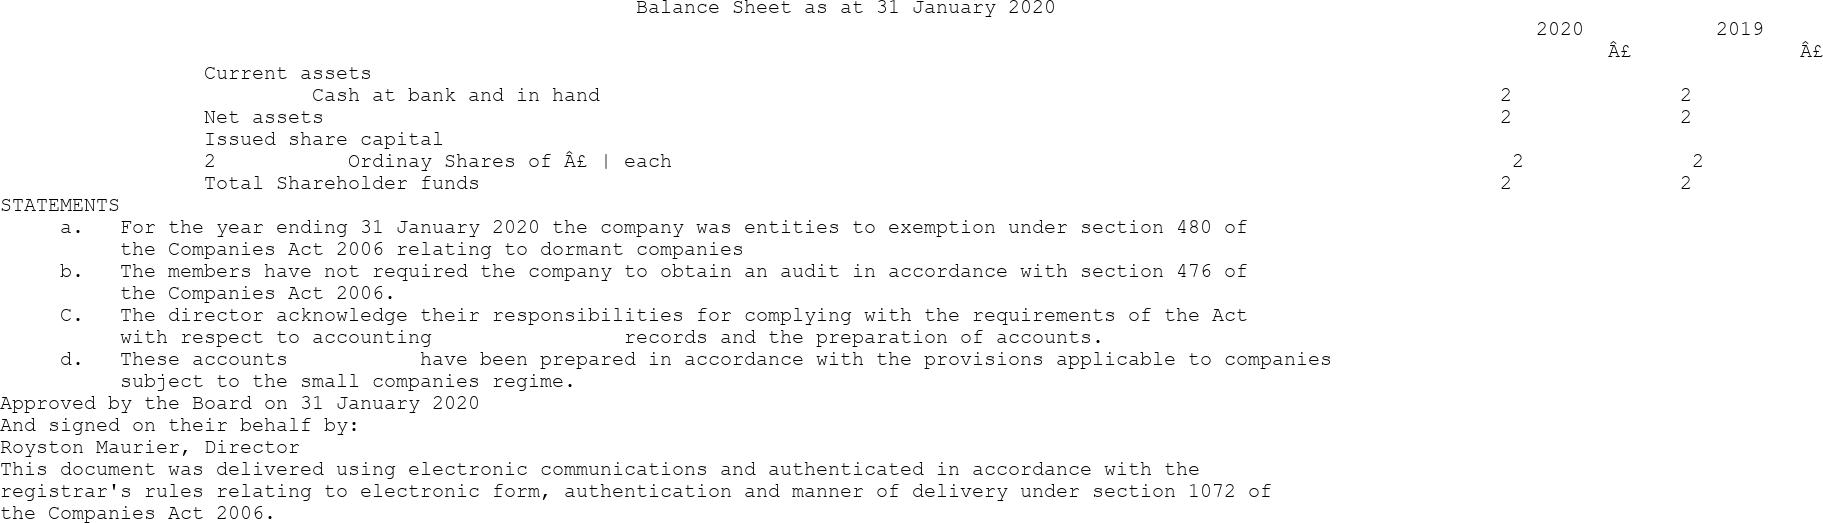 Balance Sheet as at 31 January 2020
2020 2019
Â£ Â£
Current assets
Cash at bank and in hand 2 2
Net assets 2 2
Issued share capital
2 Ordinay Shares of Â£ | each 2 2
Total Shareholder funds 2 2
STATEMENTS
a. For the year ending 31 January 2020 the company was entities to exemption under section 480 of
the Companies Act 2006 relating to dormant companies
b. The members have not required the company to obtain an audit in accordance with section 476 of
the Companies Act 2006.
C. The director acknowledge their responsibilities for complying with the requirements of the Act
with respect to accounting records and the preparation of accounts.
d. These accounts have been prepared in accordance with the provisions applicable to companies
subject to the small companies regime.
Approved by the Board on 31 January 2020
And signed on their behalf by:
Royston Maurier, Director
This document was delivered using electronic communications and authenticated in accordance with the
registrar's rules relating to electronic form, authentication and manner of delivery under section 1072 of
the Companies Act 2006.